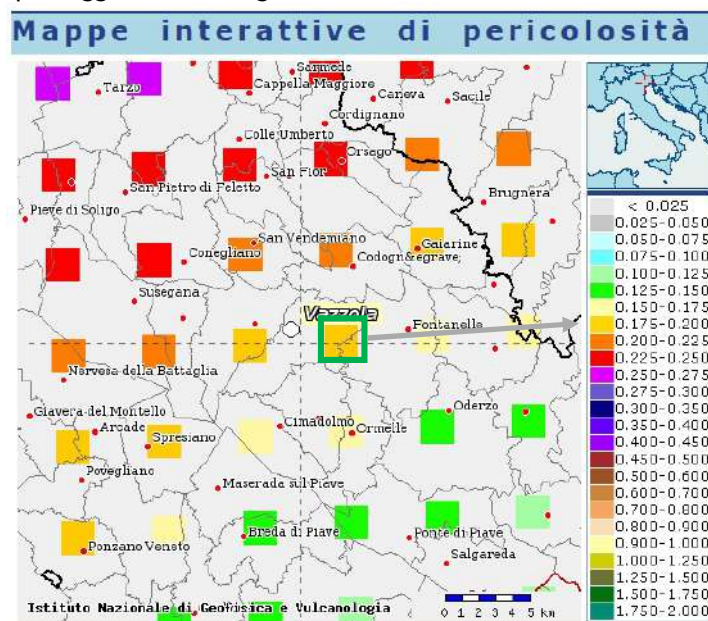 Mappe interattive di pericolosità
Sarmede
Tarzo
Cappella Maggiore
Caneva
Sacile
Cordignano
Colle Umberto
Orsago
San Fior
San Pietro di Feletto
Brugnera
Pieve di Soligo
San Vendemiano
Gaiarine
Conegliano
Codogn&egrave;
Susegana
Vazzola
Fontanelle
Nervesa della Battaglia
Giavera del Montello
Oderzo
Arcade
Cimadolmo
Spresiano
Ormelle
Povegliano
Maserada sul Piave
Breda di Piave
Ponte di Piave
Ponzano Veneto
Salgareda
Istituto Nazionale di Geofisica e Vulcanologia
0 1 2 3 4 5 km
< 0.025
0.025-0.050
0.050-0.075
0.075-0.100
0.100-0.125
0.125-0.150
0.150-0.175
0.175-0.200
0.200-0.225
0.225-0.250
0.250-0.275
0.275-0.300
0.300-0.350
0.350-0.400
0.400-0.450
0.450-0.500
0.500-0.600
0.600-0.700
0.700-0.800
0.800-0.900
0.900-1.000
1.000-1.250
1.250-1.500
1.500-1.750
1.750-2.000